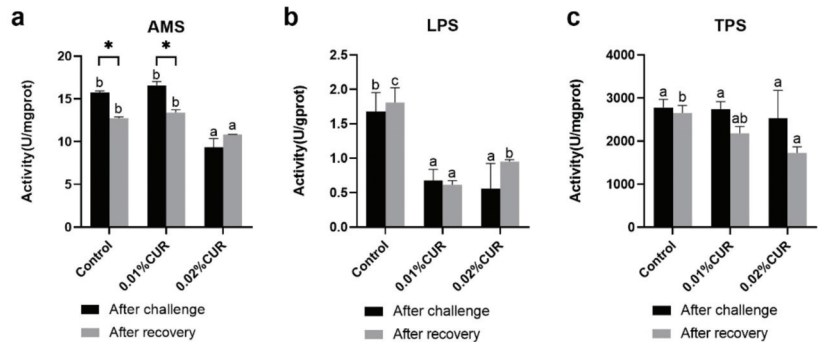 a
AMS
Activity(U/mgprot)
20
15
10
5
0
b
b
*
b
b
*
a
a
Control
0.01%CUR
0.02%CUR
After challenge
After recovery
b
LPS
Activity(U/gprot)
2.5
2.0
1.5
1.0
0.5
0.0
b
c
a
a
a
b
Control
0.01%CUR
0.02%CUR
After challenge
After recovery
c
TPS
Activity(U/mgprot)
4000
3000
2000
1000
0
a
b
a
ab
a
a
Control
0.01%CUR
0.02%CUR
After challenge
After recovery